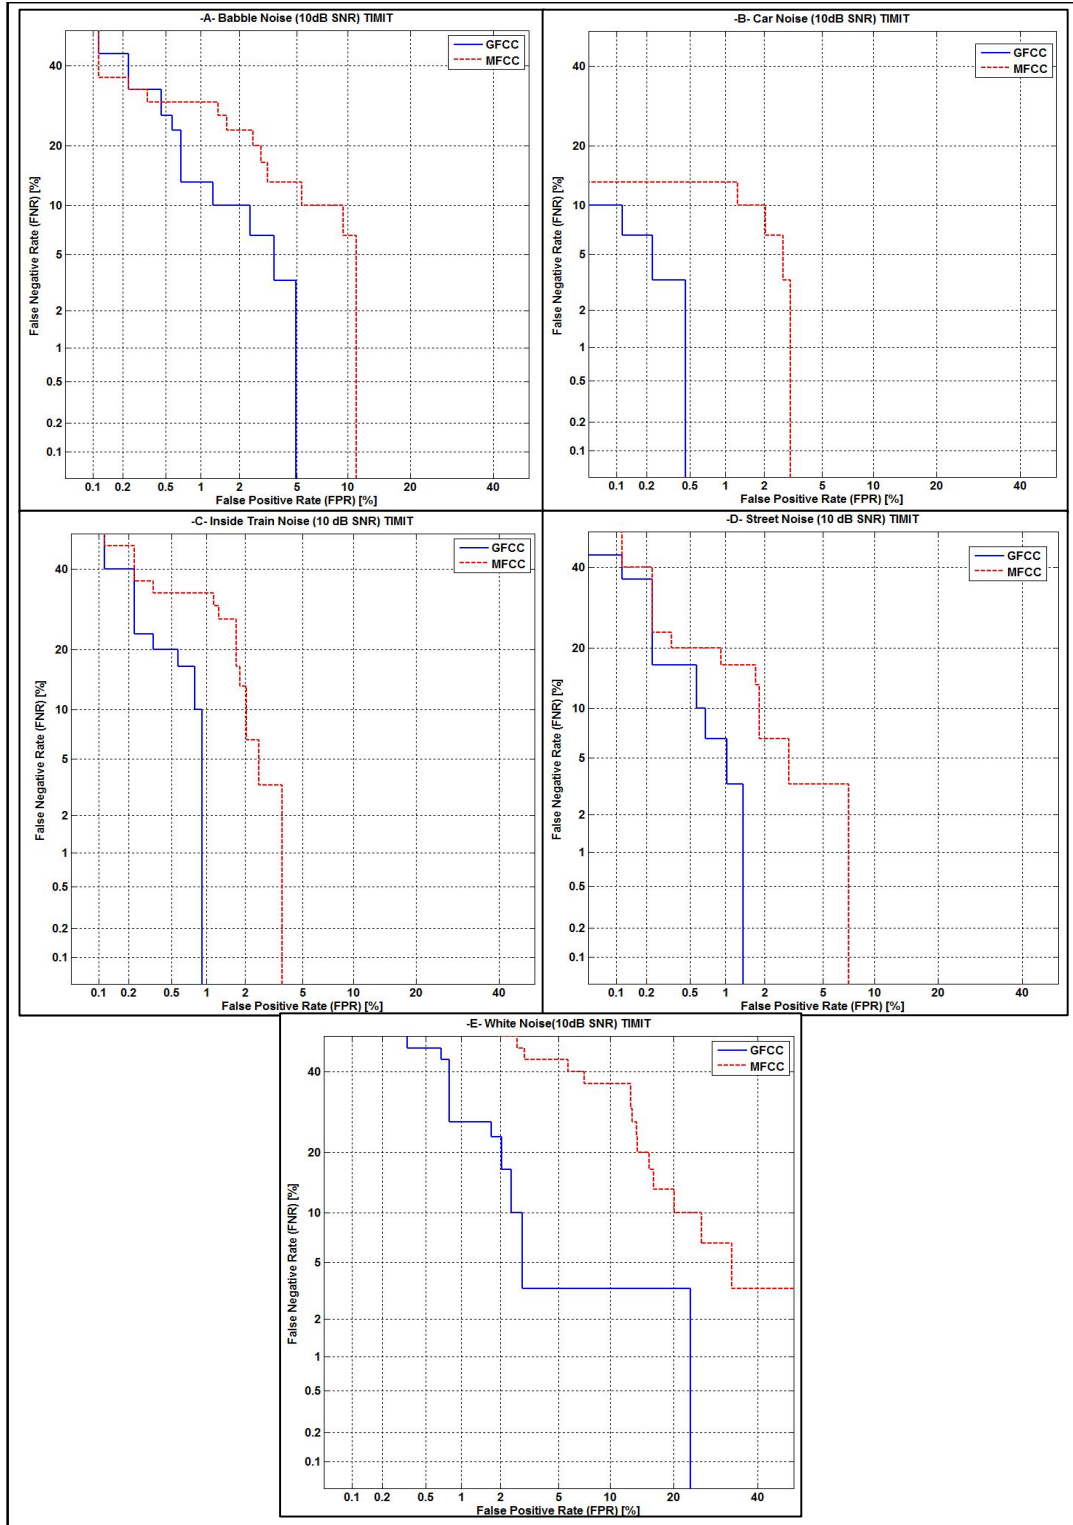 -A- Babble Noise (10dB SNR) TIMIT
GFCC
MFCC
False Negative Rate (FNR) [%]
40
20
10
5
2
1
0.5
0.2
0.1
0.1 0.2 0.5 1 2 5 10 20 40
False Positive Rate (FPR) [%]
-B- Car Noise (10dB SNR) TIMIT
GFCC
MFCC
False Negative Rate (FNR) [%]
40
20
10
5
2
1
0.5
0.2
0.1
0.1 0.2 0.5 1 2 5 10 20 40
False Positive Rate (FPR) [%]
-C- Inside Train Noise (10 dB SNR) TIMIT
GFCC
MFCC
False Negative Rate (FNR) [%]
40
20
10
5
2
1
0.5
0.2
0.1
0.1 0.2 0.5 1 2 5 10 20 40
False Positive Rate (FPR) [%]
-D- Street Noise (10 dB SNR) TIMIT
GFCC
MFCC
False Negative Rate (FNR) [%]
40
20
10
5
2
1
0.5
0.2
0.1
0.1 0.2 0.5 1 2 5 10 20 40
False Positive Rate (FPR) [%]
-E- White Noise(10dB SNR) TIMIT
GFCC
MFCC
False Negative Rate (FNR) [%]
40
20
10
5
2
1
0.5
0.2
0.1
0.1 0.2 0.5 1 2 5 10 20 40
False Positive Rate (FPR) [%]